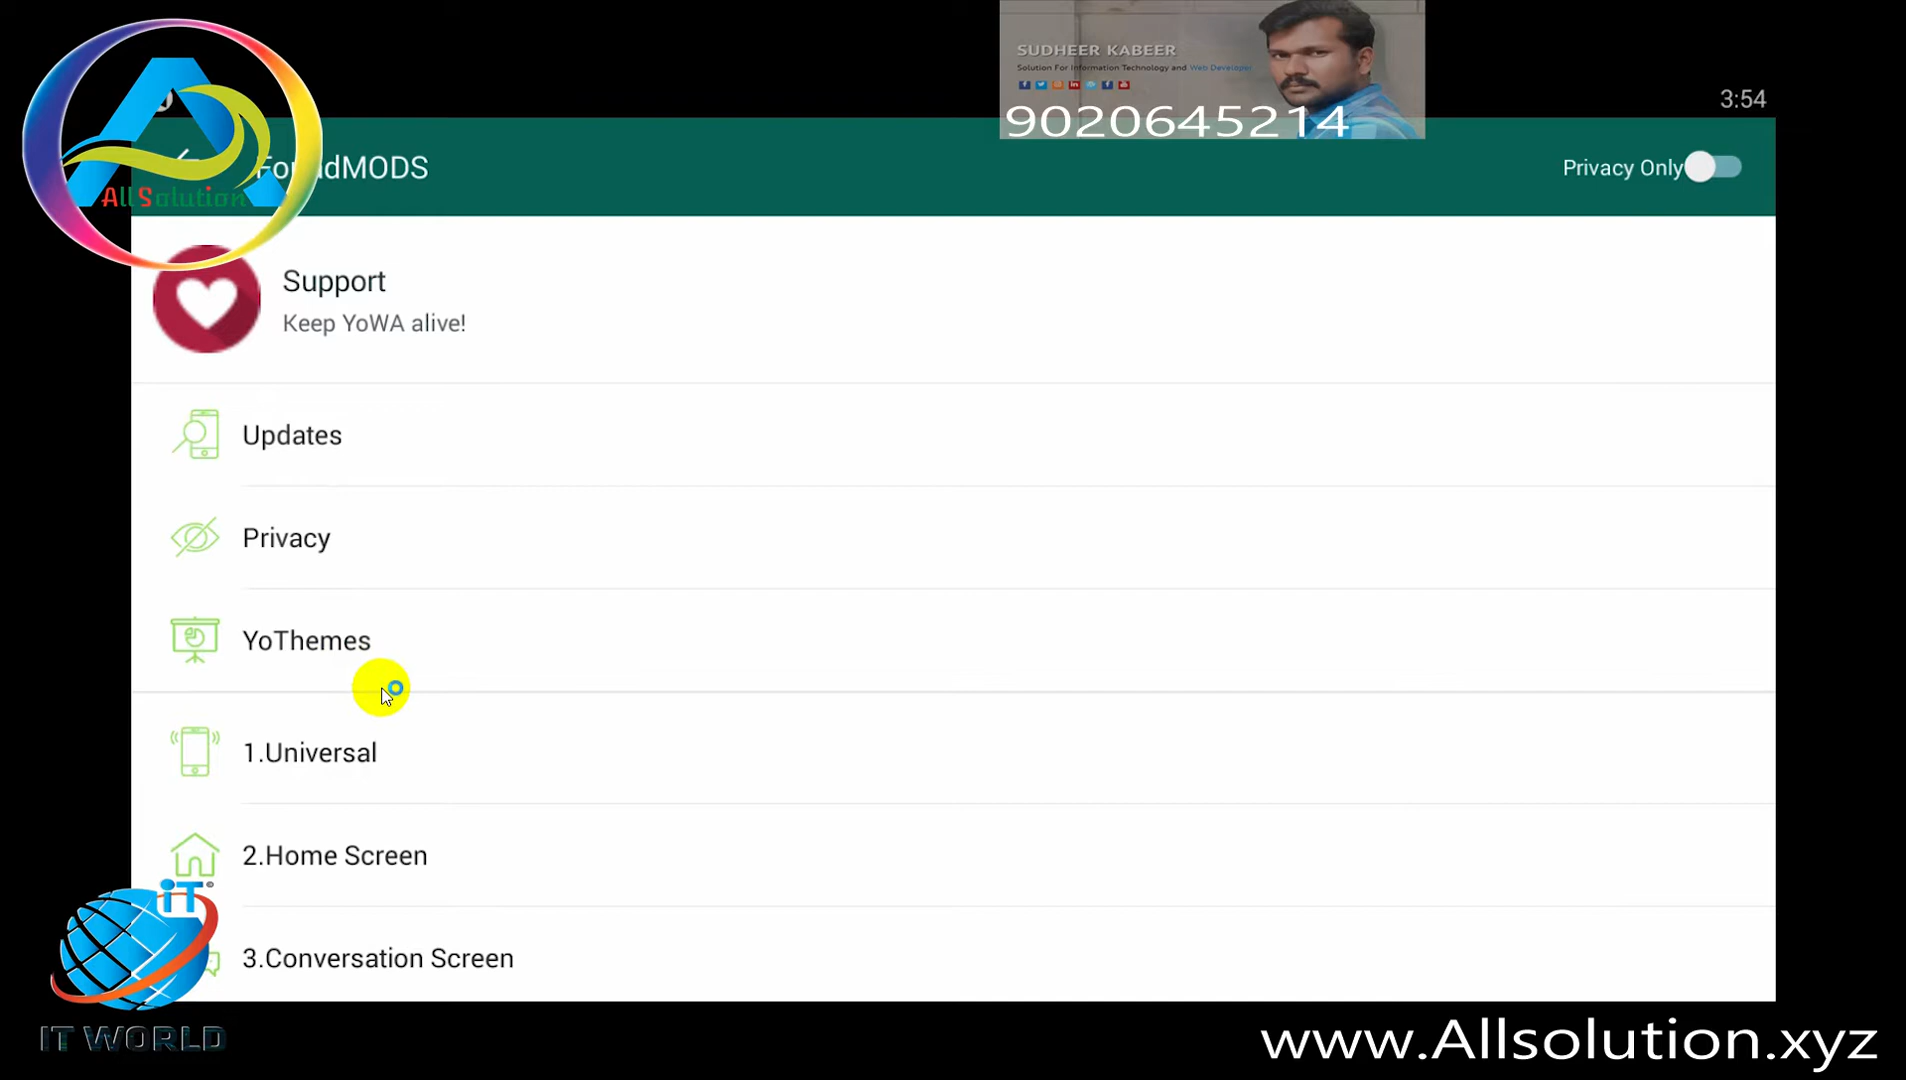 SUDHEER KABEER
Solution For Information Technology and Web Developer
9020645214
3:54
AllSolution
FouadMODS
Privacy Only
Support
Keep YoWA alive!
Updates
Privacy
YoThemes
1.Universal
2.Home Screen
3.Conversation Screen
iT
IT WORLD
www.Allsolution.xyz